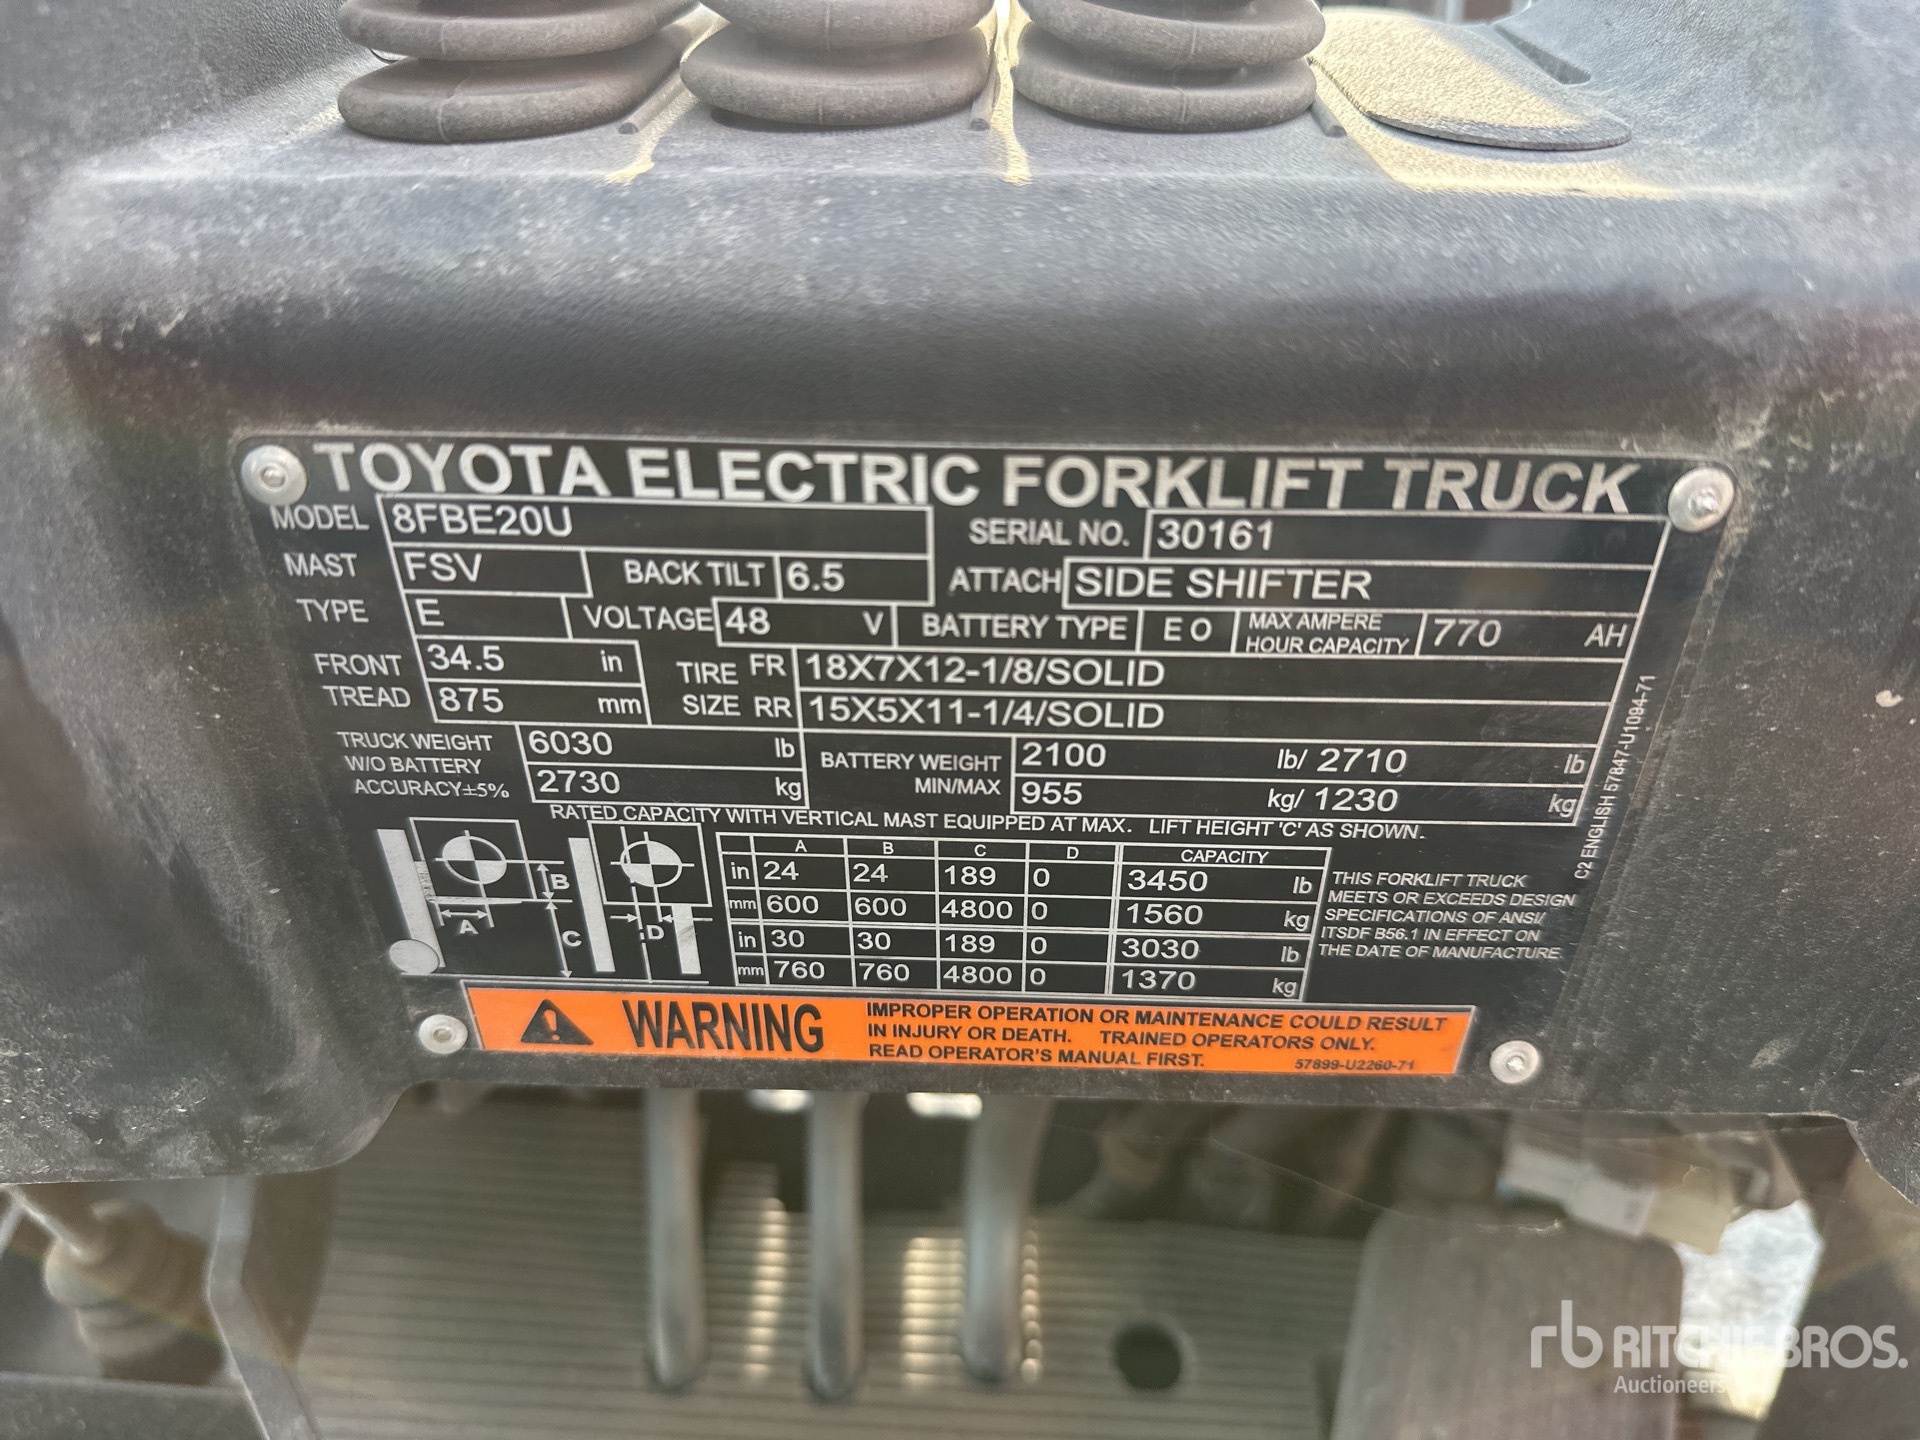 TOYOTA ELECTRIC FORKLIFT TRUCK
MODEL 8FBE20U SERIAL NO. 30161
MAST FSV BACK TILT 6.5 ATTACH SIDE SHIFTER
TYPE E VOLTAGE 48 V BATTERY TYPE E O MAX AMPERE HOUR CAPACITY 770 AH
FRONT TREAD 34.5 in TIRE SIZE FR 18X7X12-1/8/SOLID
875 mm RR 15X5X11-1/4/SOLID
TRUCK WEIGHT W/O BATTERY ACCURACY±5% 6030 lb BATTERY WEIGHT MIN/MAX 2100 lb/ 2710 lb
2730 kg 955 kg/ 1230 kg
RATED CAPACITY WITH VERTICAL MAST EQUIPPED AT MAX. LIFT HEIGHT 'C' AS SHOWN.
A B C D CAPACITY
in 24 24 189 0 3450 lb
mm 600 600 4800 0 1560 kg
in 30 30 189 0 3030 lb
mm 760 760 4800 0 1370 kg
A B C D
THIS FORKLIFT TRUCK
MEETS OR EXCEEDS DESIGN
SPECIFICATIONS OF ANSI/
ITSDF B56.1 IN EFFECT ON
THE DATE OF MANUFACTURE.
C2 ENGLISH 57847-U1094-71
WARNING
IMPROPER OPERATION OR MAINTENANCE COULD RESULT
IN INJURY OR DEATH. TRAINED OPERATORS ONLY.
READ OPERATOR'S MANUAL FIRST. 57899-U2260-71
rb RITCHIE BROS.
Auctioneers